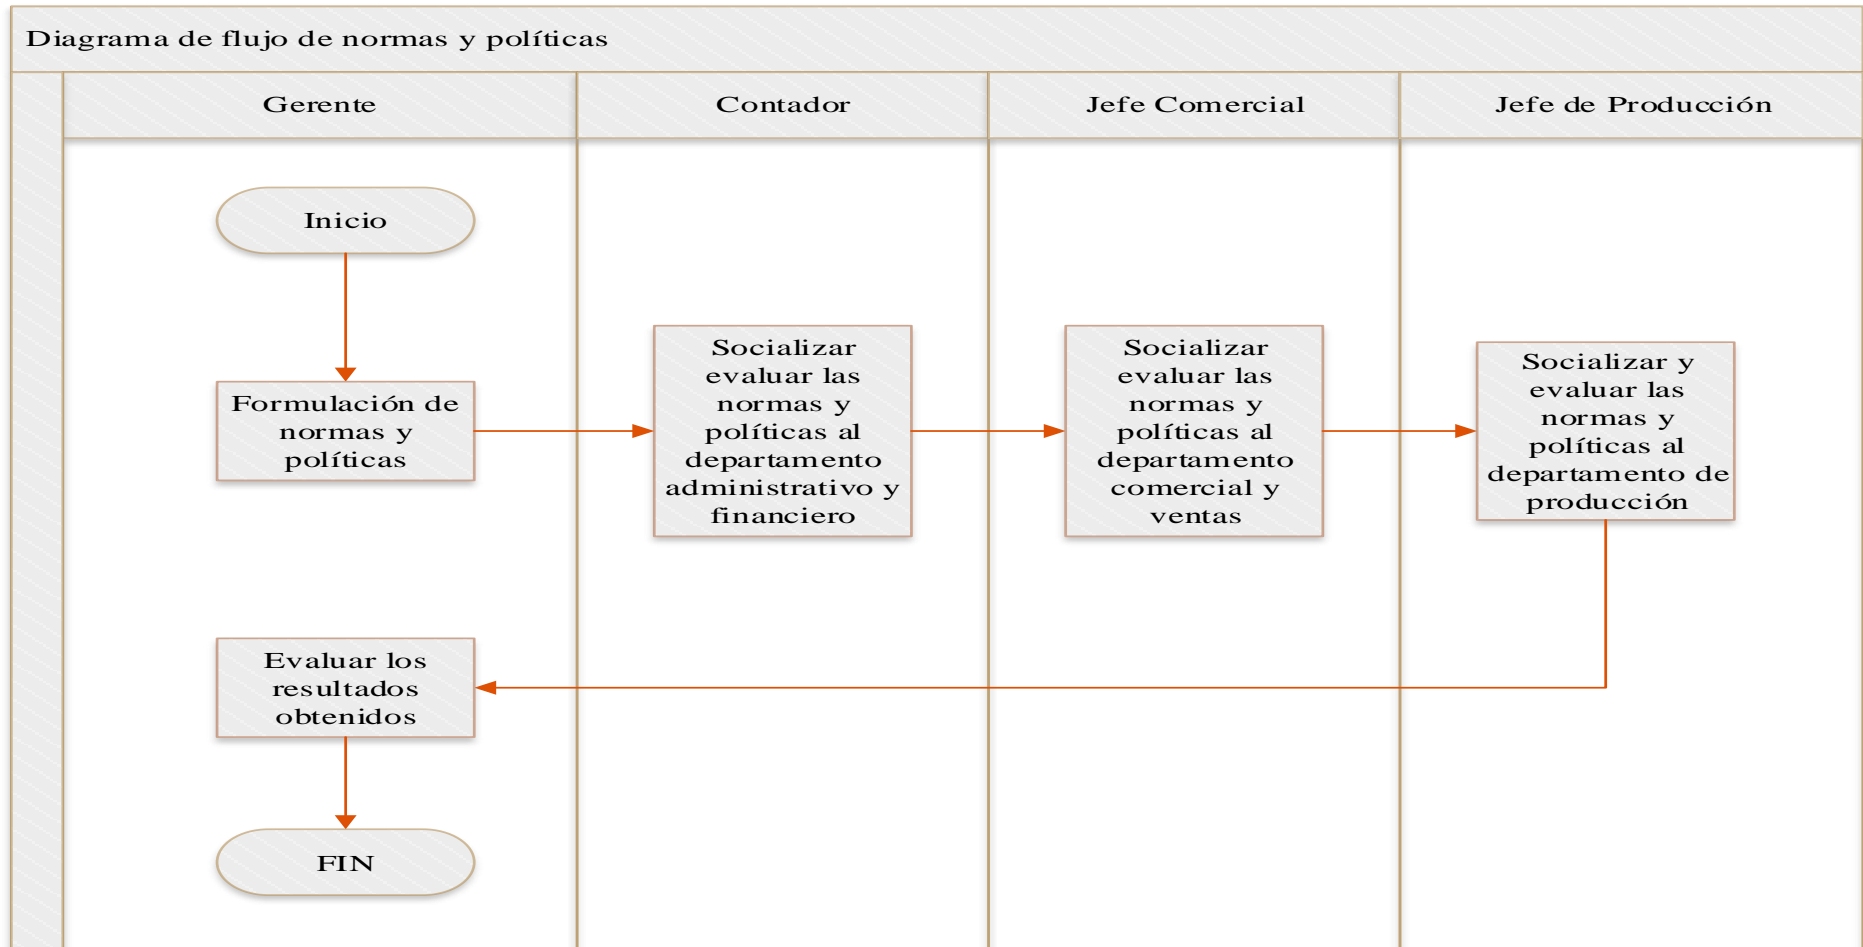 Diagrama de flujo de normas y políticas
Gerente
Contador
Jefe Comercial
Jefe de Producción
Inicio
Formulación de
normas y
políticas
Socializar
evaluar las
normas y
políticas al
departamento
administrativo y
financiero
Socializar
evaluar las
normas y
políticas al
departamento
comercial y
ventas
Socializar y
evaluar las
normas y
políticas al
departamento de
producción
Evaluar los
resultados
obtenidos
FIN